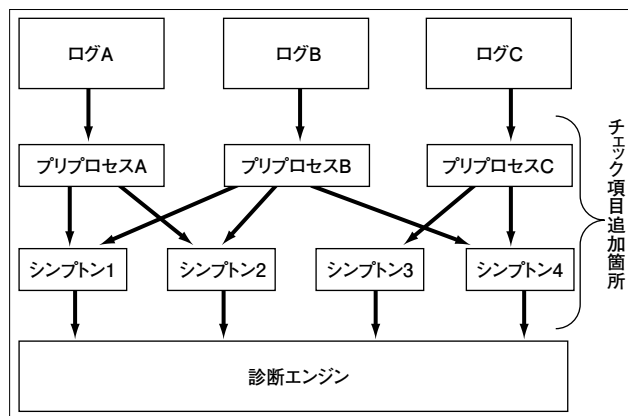 ログA
ログB
ログC
プリプロセスA
プリプロセスB
プリプロセスC
シンプトン1
シンプトン2
シンプトン3
シンプトン4
診断エンジン
チェック項目追加箇所